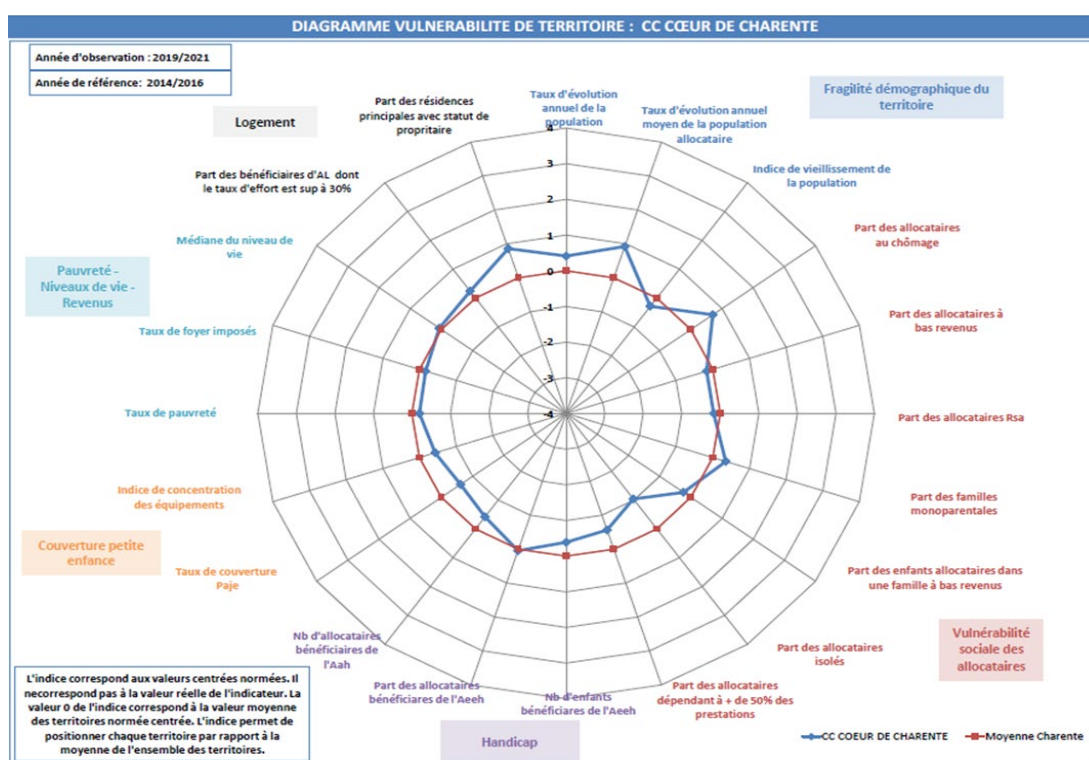 DIAGRAMME VULNERABILITE DE TERRITOIRE : CC CŒUR DE CHARENTE
Année d'observation : 2019/2021
Année de référence: 2014/2016
Logement
Part des résidences
principales avec statut de
propritaire
Taux d'évolution
annuel de la
population
Taux d'évolution annuel
moyen de la population
allocataire
Fragilité démographique du
territoire
Indice de vieillissement de
la population
Part des bénéficiaires d'AL dont
le taux d'effort est sup à 30%
Médiane du niveau de
vie
Part des allocataires
au chômage
Pauvreté -
Niveaux de vie -
Revenus
Taux de foyer imposés
Part des allocataires à
bas revenus
Taux de pauvreté
Part des allocataires Rsa
4
3
2
1
0
-1
-2
-3
-4
Indice de concentration
des équipements
Part des familles
monoparentales
Couverture petite
enfance
Taux de couverture
Paje
Part des enfants allocataires dans
une famille à bas revenus
Nb d'allocataires
bénéficiaires de
l'Aah
Part des allocataires
isolés
Vulnérabilité
sociale des
allocataires
Part des allocataires
bénéficiares de l'Aeeh
Nb d'enfants
bénéficiares de l'Aeeh
Part des allocataires
dépendant à + de 50% des
prestations
Handicap
L'indice correspond aux valeurs centrées normées. Il
necorrespond pas à la valeur réelle de l'indicateur. La
valeur 0 de l'indice correspond à la valeur moyenne
des territoires normée centrée. L'indice permet de
positionner chaque territoire par rapport à la
moyenne de l'ensemble des territoires.
CC COEUR DE CHARENTE
Moyenne Charente